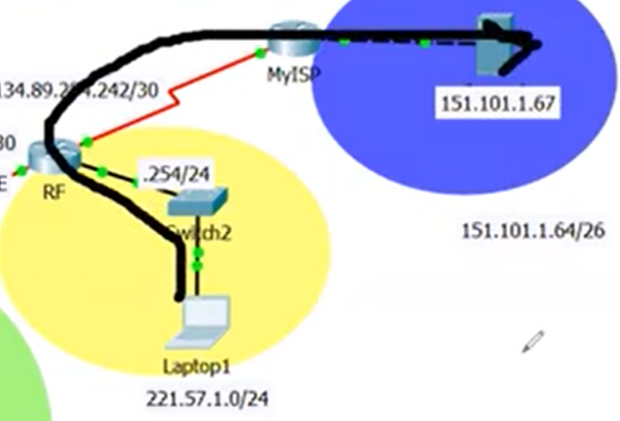 MyISP
151.101.1.67
30
E
RF
.254/24
Switch2
151.101.1.64/26
Laptop1
221.57.1.0/24